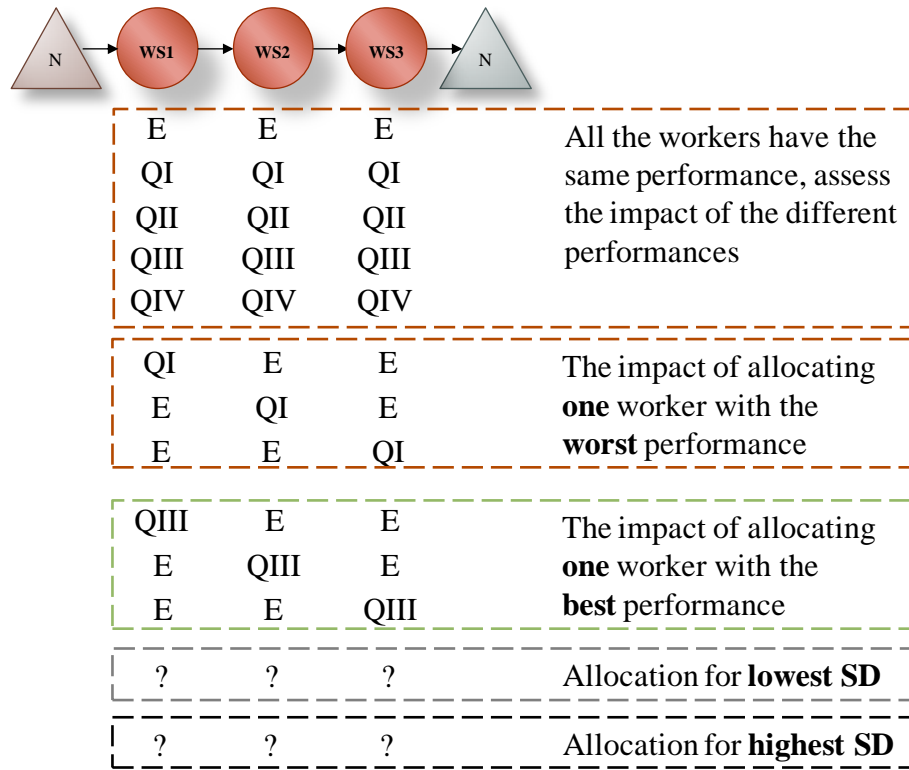 N WS1 WS2 WS3 N
E E E
QI QI QI
QII QII QII
QIII QIII QIII
QIV QIV QIV
All the workers have the
same performance, assess
the impact of the different
performances
QI E E
E QI E
E E QI
The impact of allocating
one worker with the
worst performance
QIII E E
E QIII E
E E QIII
The impact of allocating
one worker with the
best performance
? ? ? Allocation for lowest SD
? ? ? Allocation for highest SD